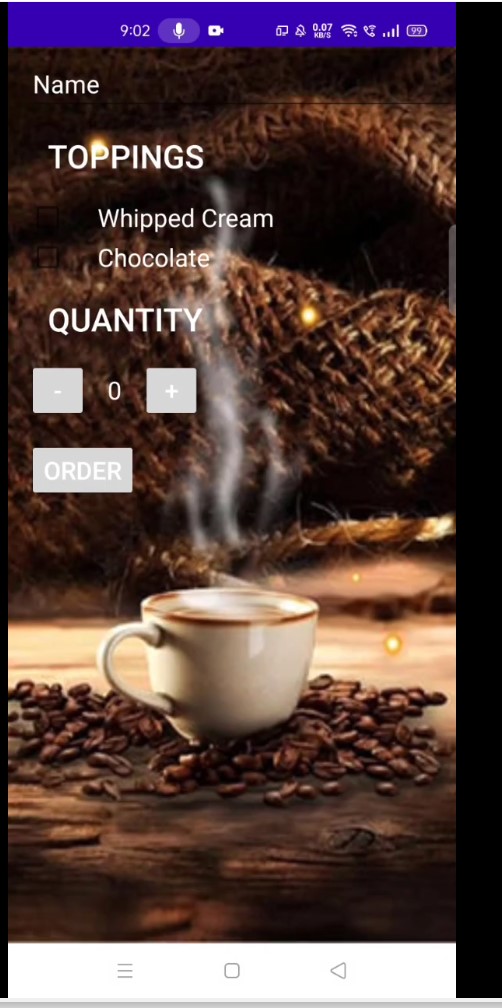 9:02 0.07 KB/S 99
Name
TOPPINGS
Whipped Cream
Chocolate
QUANTITY
- 0 +
ORDER